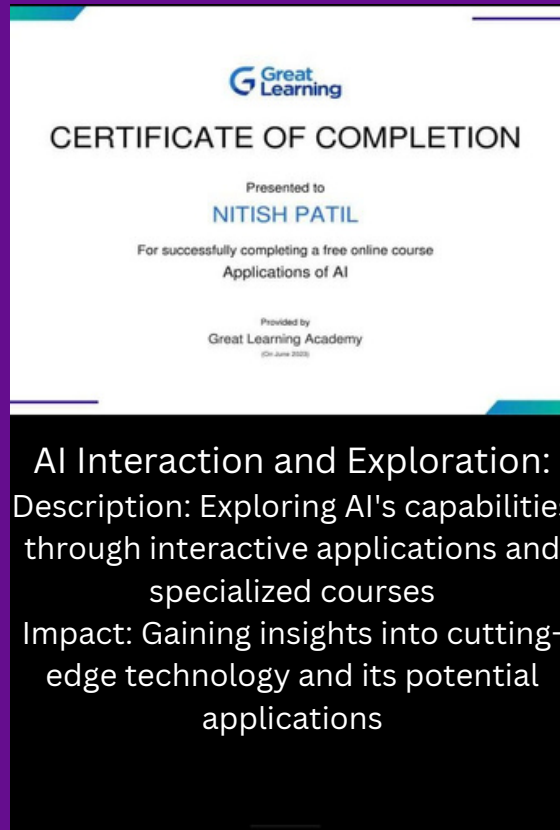 Great
Learning
CERTIFICATE OF COMPLETION
Presented to
NITISH PATIL
For successfully completing a free online course
Applications of AI
Provided by
Great Learning Academy
(On June 2023)
AI Interaction and Exploration:
Description: Exploring AI's capabilities
through interactive applications and
specialized courses
Impact: Gaining insights into cutting-
edge technology and its potential
applications